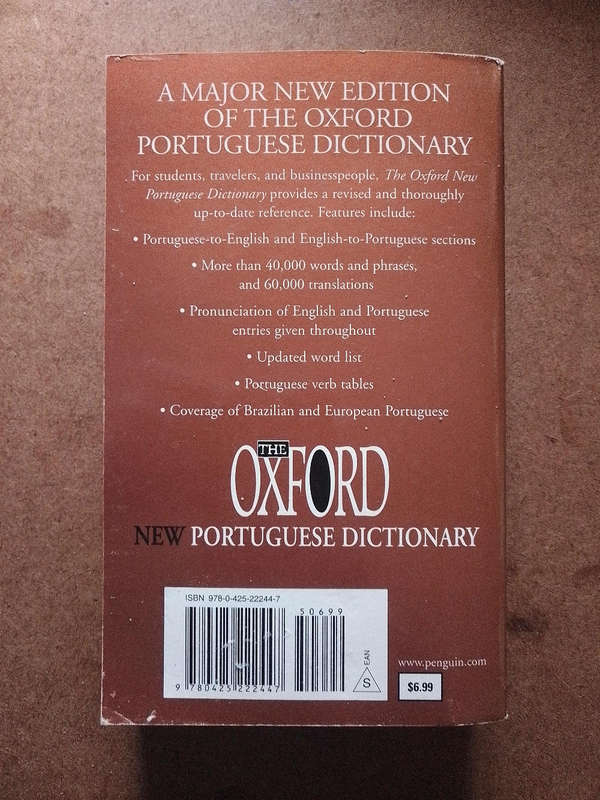 A MAJOR NEW EDITION
OF THE OXFORD
PORTUGUESE DICTIONARY
For students, travelers, and businesspeople, The Oxford New
Portuguese Dictionary provides a revised and thoroughly
up-to-date reference. Features include:
• Portuguese-to-English and English-to-Portuguese sections
• More than 40,000 words and phrases,
and 60,000 translations
• Pronunciation of English and Portuguese
entries given throughout
• Updated word list
• Portuguese verb tables
• Coverage of Brazilian and European Portuguese
THE
OXFORD
NEW PORTUGUESE DICTIONARY
ISBN 978-0-425-22244-7
50699
9 780425 222447
S
EAN
www.penguin.com
$6.99